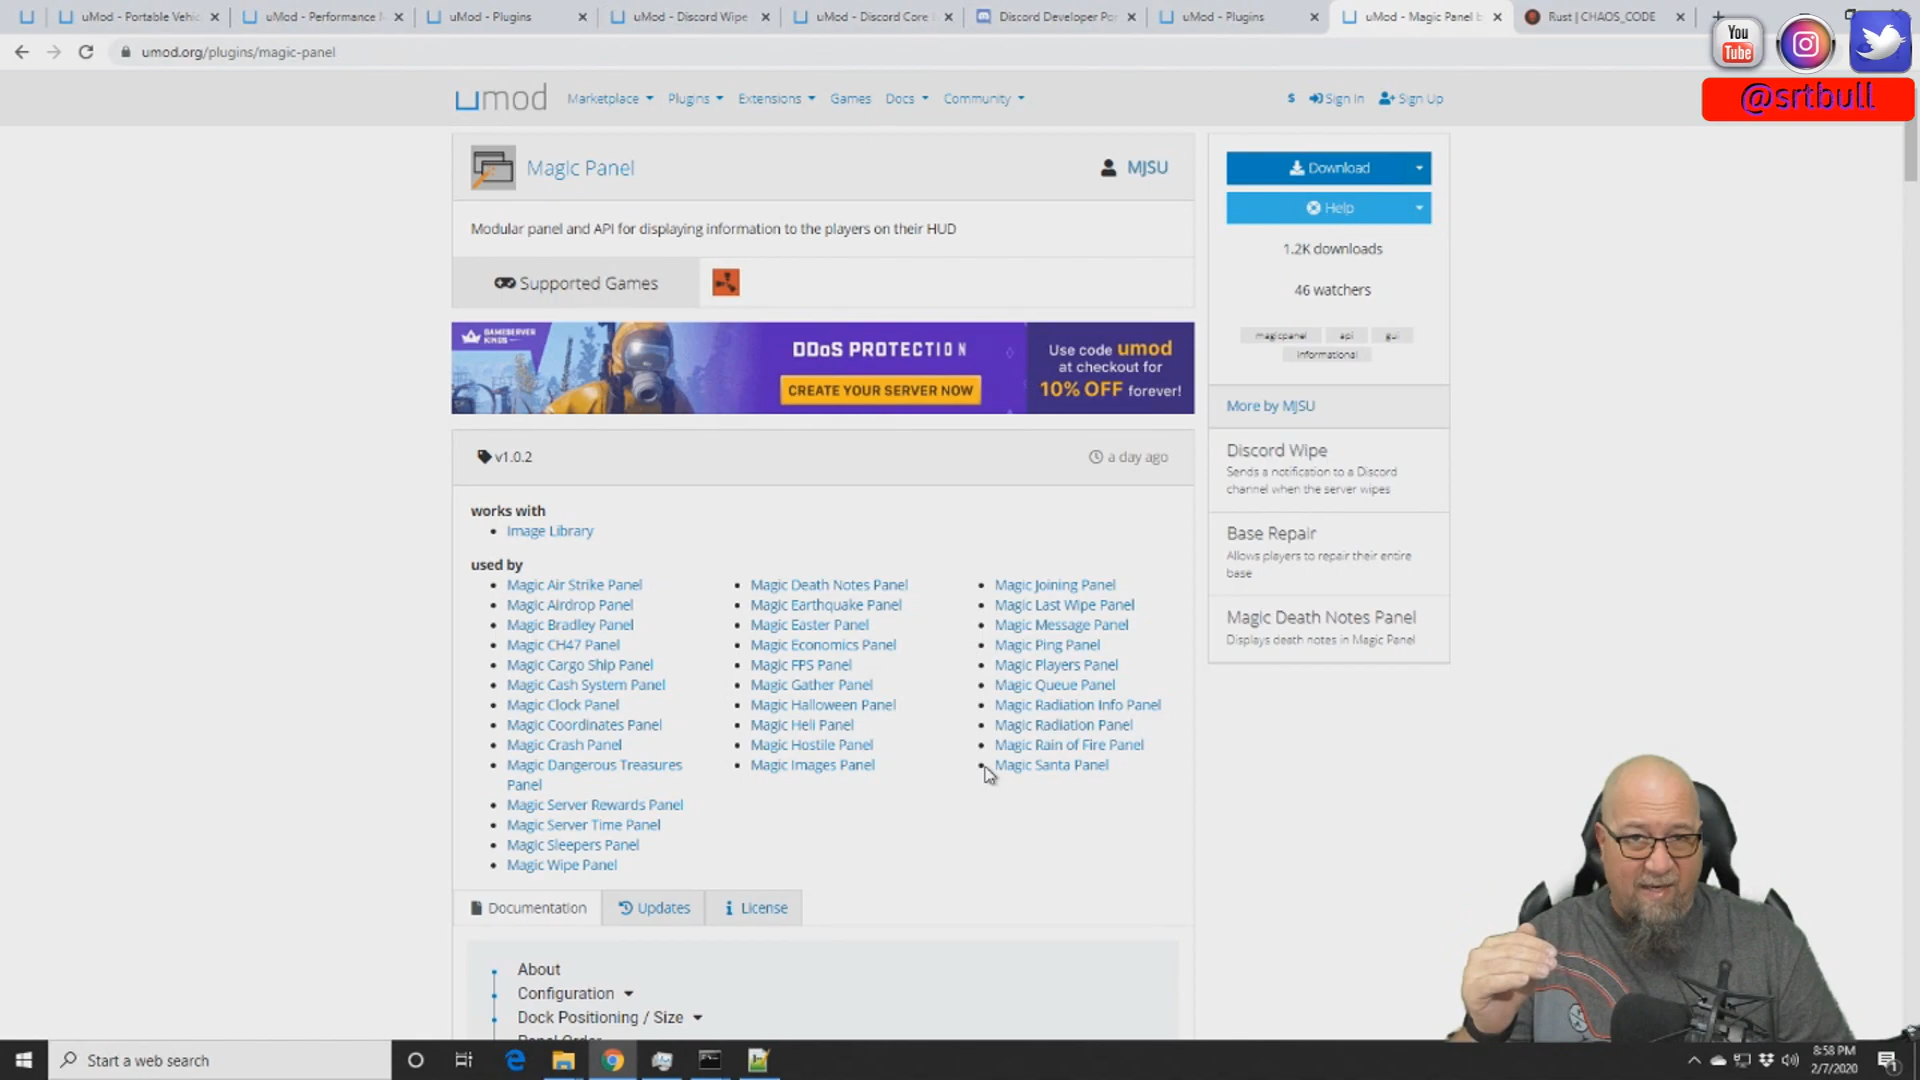 uMod - Portable Vehic
uMod - Performance M
uMod - Plugins
uMod - Discord Wipe
uMod - Discord Core
Discord Developer Por
uMod - Plugins
uMod - Magic Panel b
Rust | CHAOS_CODE
You
Tube
umod.org/plugins/magic-panel
@srtbull
umod
Marketplace
Plugins
Extensions
Games
Docs
Community
$
Sign In
Sign Up
Magic Panel
MJSU
Modular panel and API for displaying information to the players on their HUD
Supported Games
GAMESERVER
KINGS
DDoS PROTECTION
CREATE YOUR SERVER NOW
Use code umod
at checkout for
10% OFF forever!
v1.0.2
a day ago
works with
Image Library
used by
Magic Air Strike Panel
Magic Airdrop Panel
Magic Bradley Panel
Magic CH47 Panel
Magic Cargo Ship Panel
Magic Cash System Panel
Magic Clock Panel
Magic Coordinates Panel
Magic Crash Panel
Magic Dangerous Treasures
Panel
Magic Server Rewards Panel
Magic Server Time Panel
Magic Sleepers Panel
Magic Wipe Panel
Magic Death Notes Panel
Magic Earthquake Panel
Magic Easter Panel
Magic Economics Panel
Magic FPS Panel
Magic Gather Panel
Magic Halloween Panel
Magic Heli Panel
Magic Hostile Panel
Magic Images Panel
Magic Joining Panel
Magic Last Wipe Panel
Magic Message Panel
Magic Ping Panel
Magic Players Panel
Magic Queue Panel
Magic Radiation Info Panel
Magic Radiation Panel
Magic Rain of Fire Panel
Magic Santa Panel
Documentation
Updates
License
About
Configuration
Dock Positioning / Size
Panel Order
Download
Help
1.2K downloads
46 watchers
magicpanel
api
gui
informational
More by MJSU
Discord Wipe
Sends a notification to a Discord
channel when the server wipes
Base Repair
Allows players to repair their entire
base
Magic Death Notes Panel
Displays death notes in Magic Panel
Start a web search
8:58 PM
2/7/2020
1